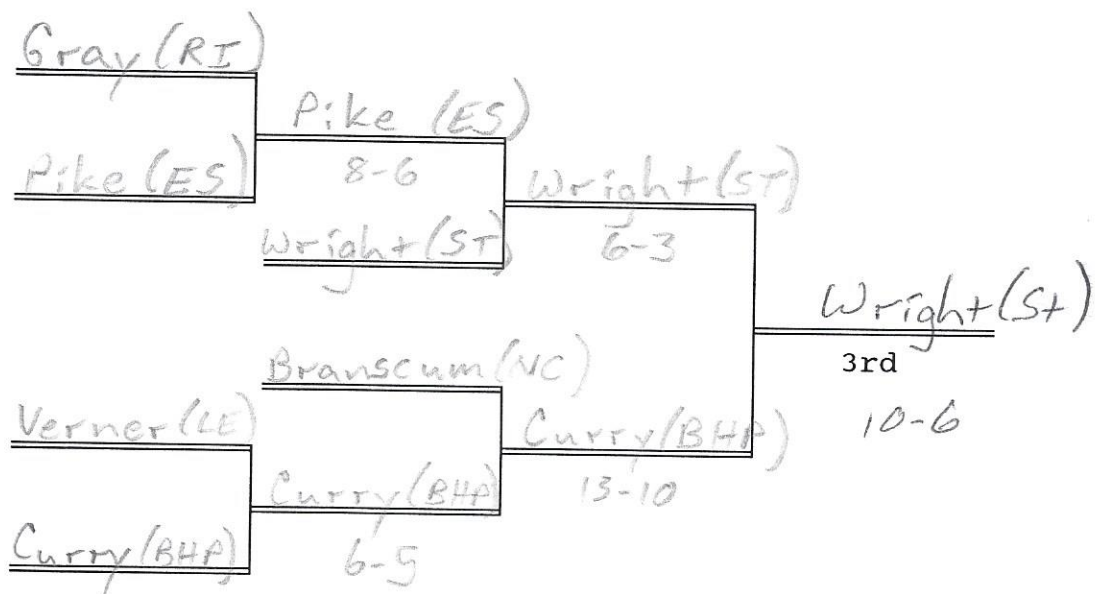 Gray (RI)
Pike (ES)
Pike (ES)
8-6
Wright (ST)
Wright (ST)
6-3
Wright (St)
3rd
10-6
Branscum (NC)
Verner (LE)
Curry (BHP)
13-10
Curry (BHP)
6-5
Curry (BHP)